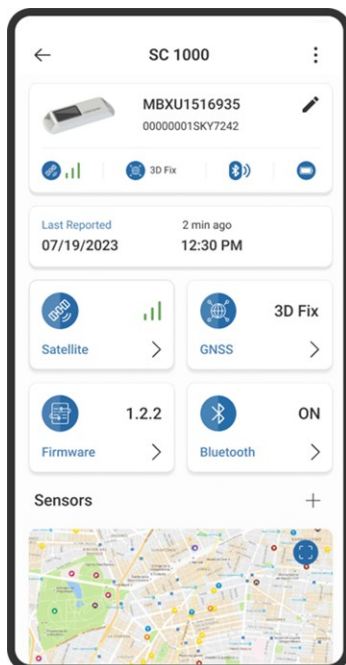 SC 1000
MBXU1516935
00000001SKY7242
3D Fix
Last Reported
2 min ago
07/19/2023
12:30 PM
Satellite
3D Fix
GNSS
1.2.2
Firmware
ON
Bluetooth
Sensors